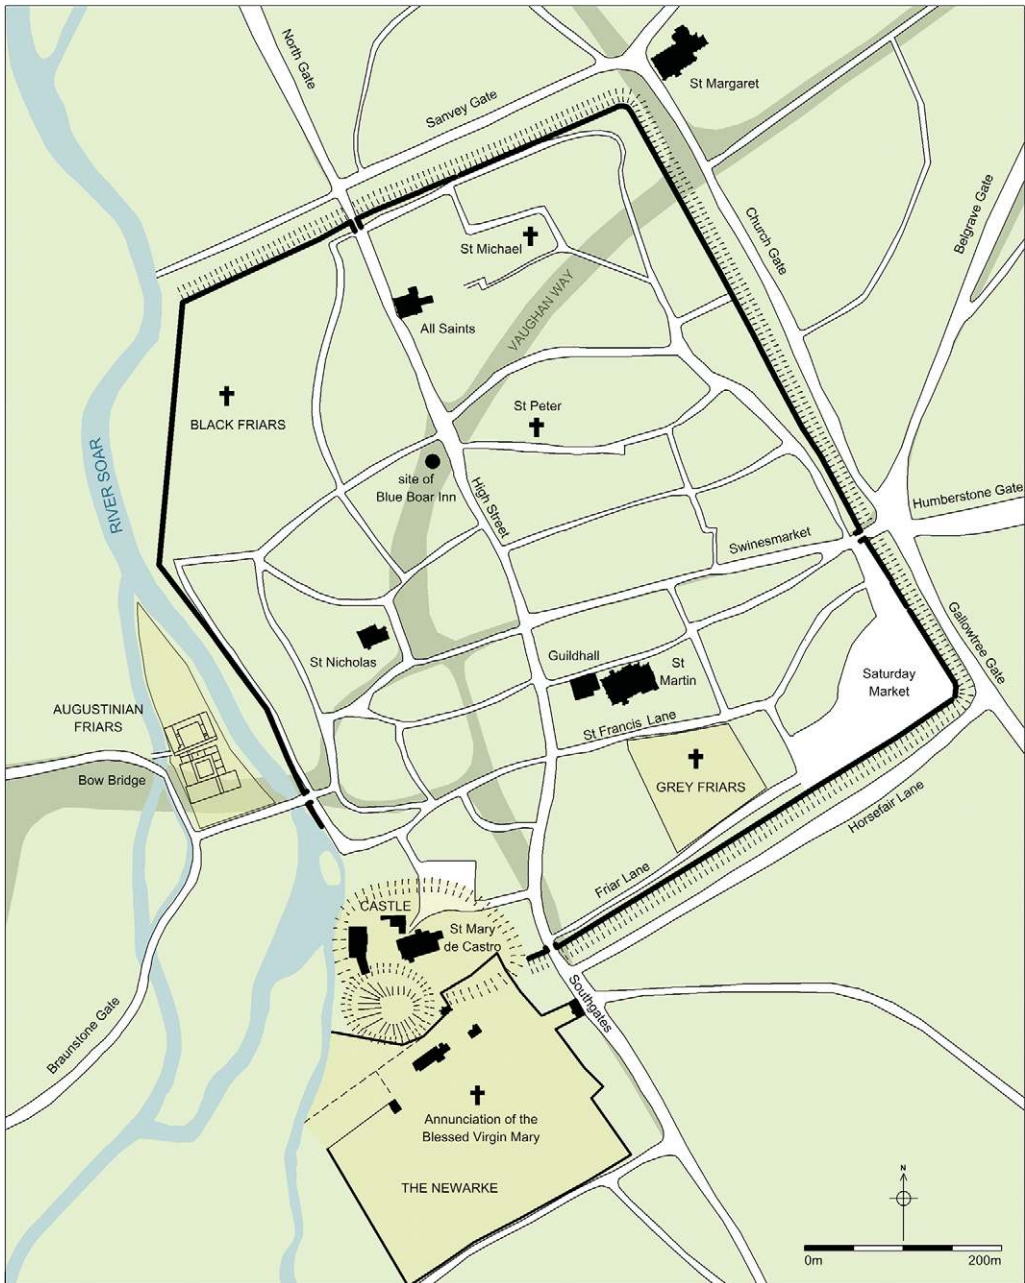 North Gate
Sanvey Gate
St Margaret
Church Gate
Belgrave Gate
St Michael
VAUGHAN WAY
All Saints
St Peter
BLACK FRIARS
RIVER SOAR
site of
Blue Boar Inn
High Street
Humberstone Gate
Swinesmarket
Gallowtree Gate
St Nicholas
Guildhall
St
Martin
Saturday
Market
AUGUSTINIAN
FRIARS
St Francis Lane
Bow Bridge
GREY FRIARS
Horsefair Lane
Friar Lane
CASTLE
St Mary
de Castro
Southgates
Braunstone Gate
Annunciation of the
Blessed Virgin Mary
THE NEWARKE
N
0m
200m